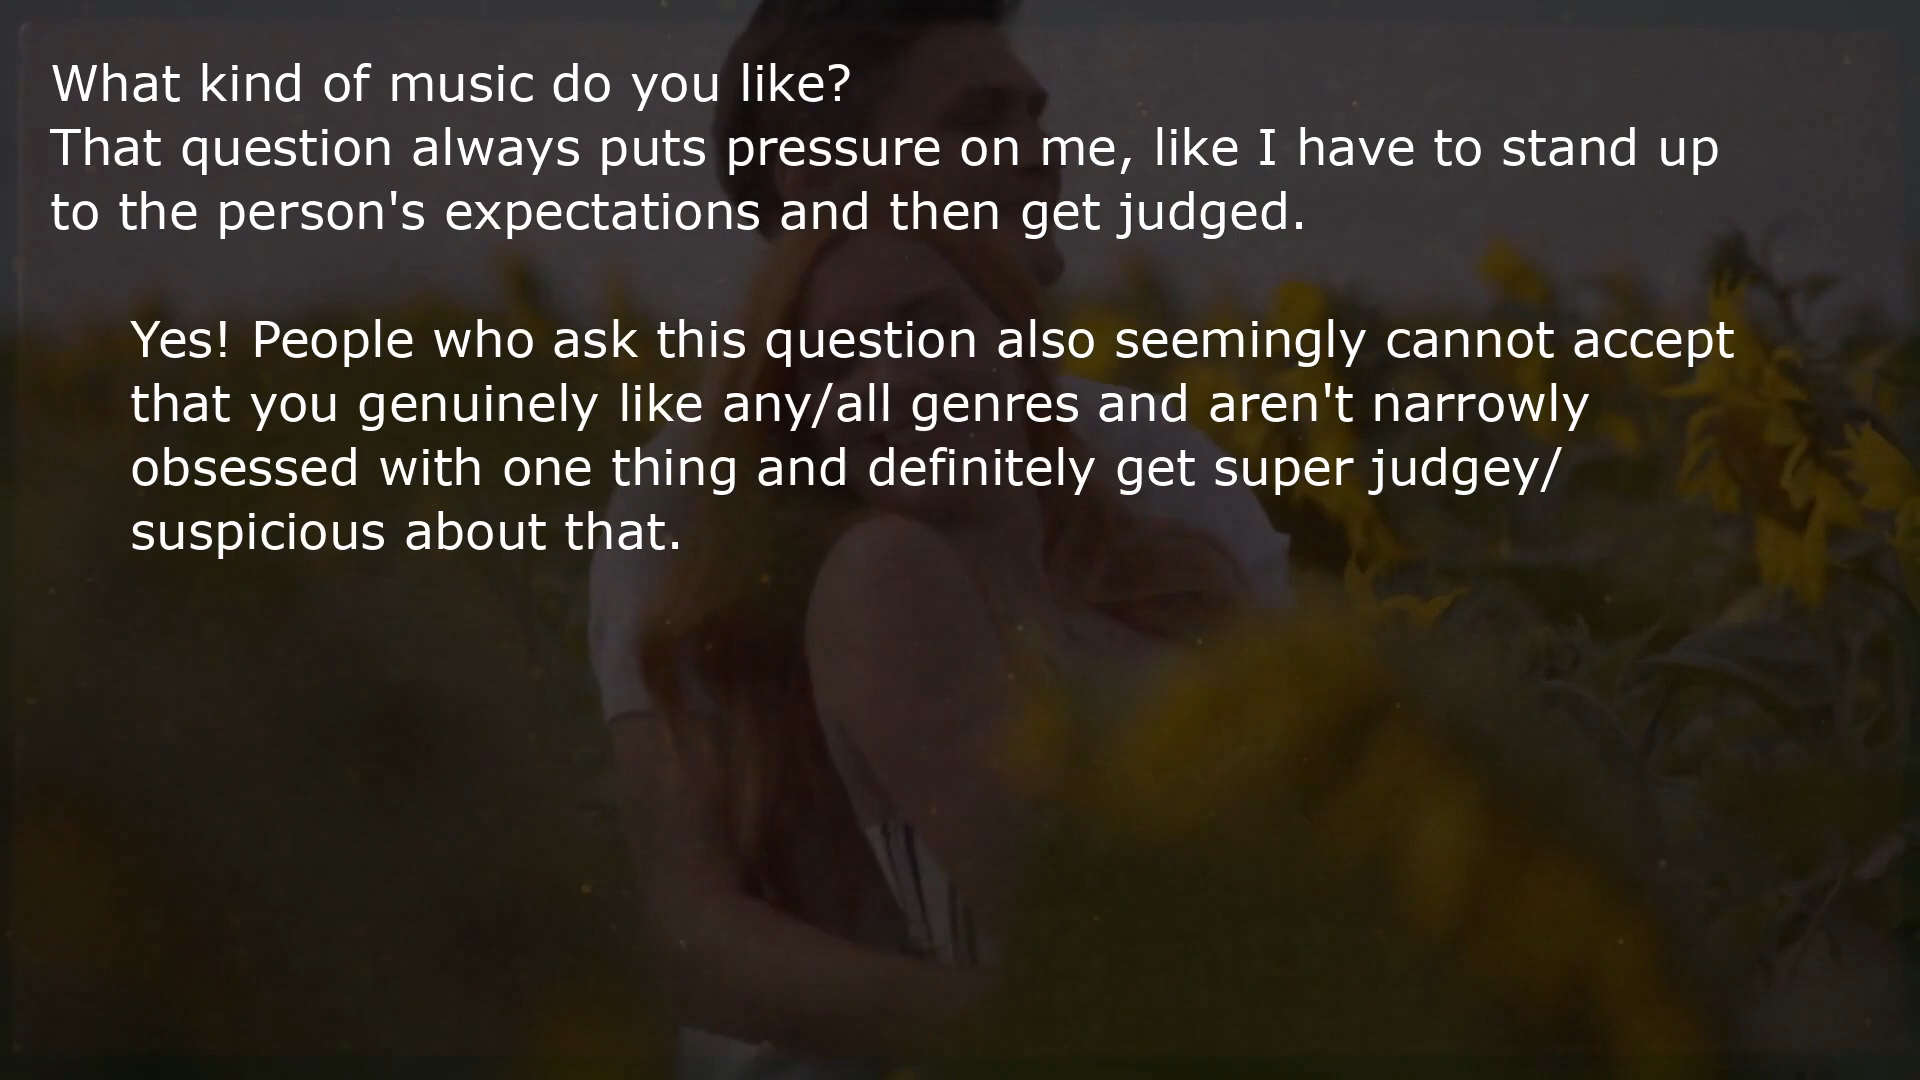 What kind of music do you like?
That question always puts pressure on me, like I have to stand up
to the person's expectations and then get judged.
Yes! People who ask this question also seemingly cannot accept
that you genuinely like any/all genres and aren't narrowly
obsessed with one thing and definitely get super judgey/
suspicious about that.